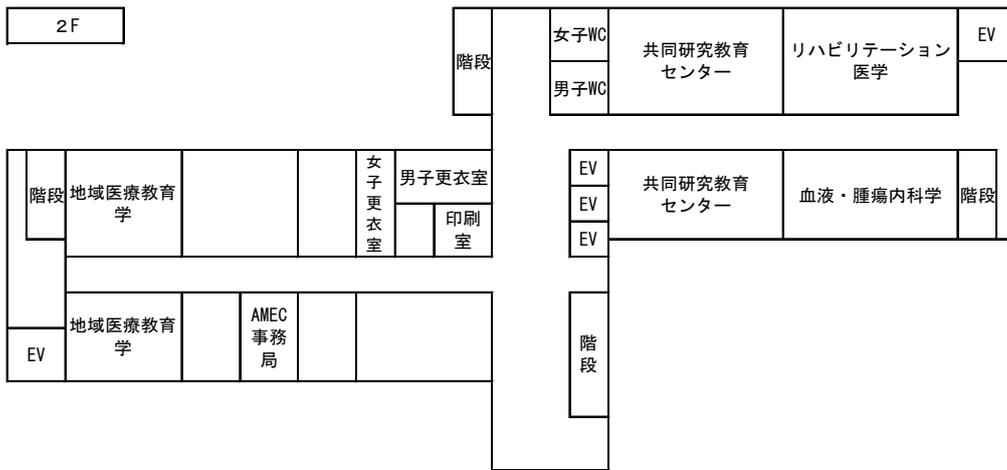 ２Ｆ
階段
女子WC
男子WC
共同研究教育
センター
リハビリテーション
医学
EV
階段
地域医療教育
学
女子更衣室
男子更衣室
印刷
室
EV
EV
EV
共同研究教育
センター
血液・腫瘍内科学
階段
EV
地域医療教育
学
AMEC
事務
局
階
段